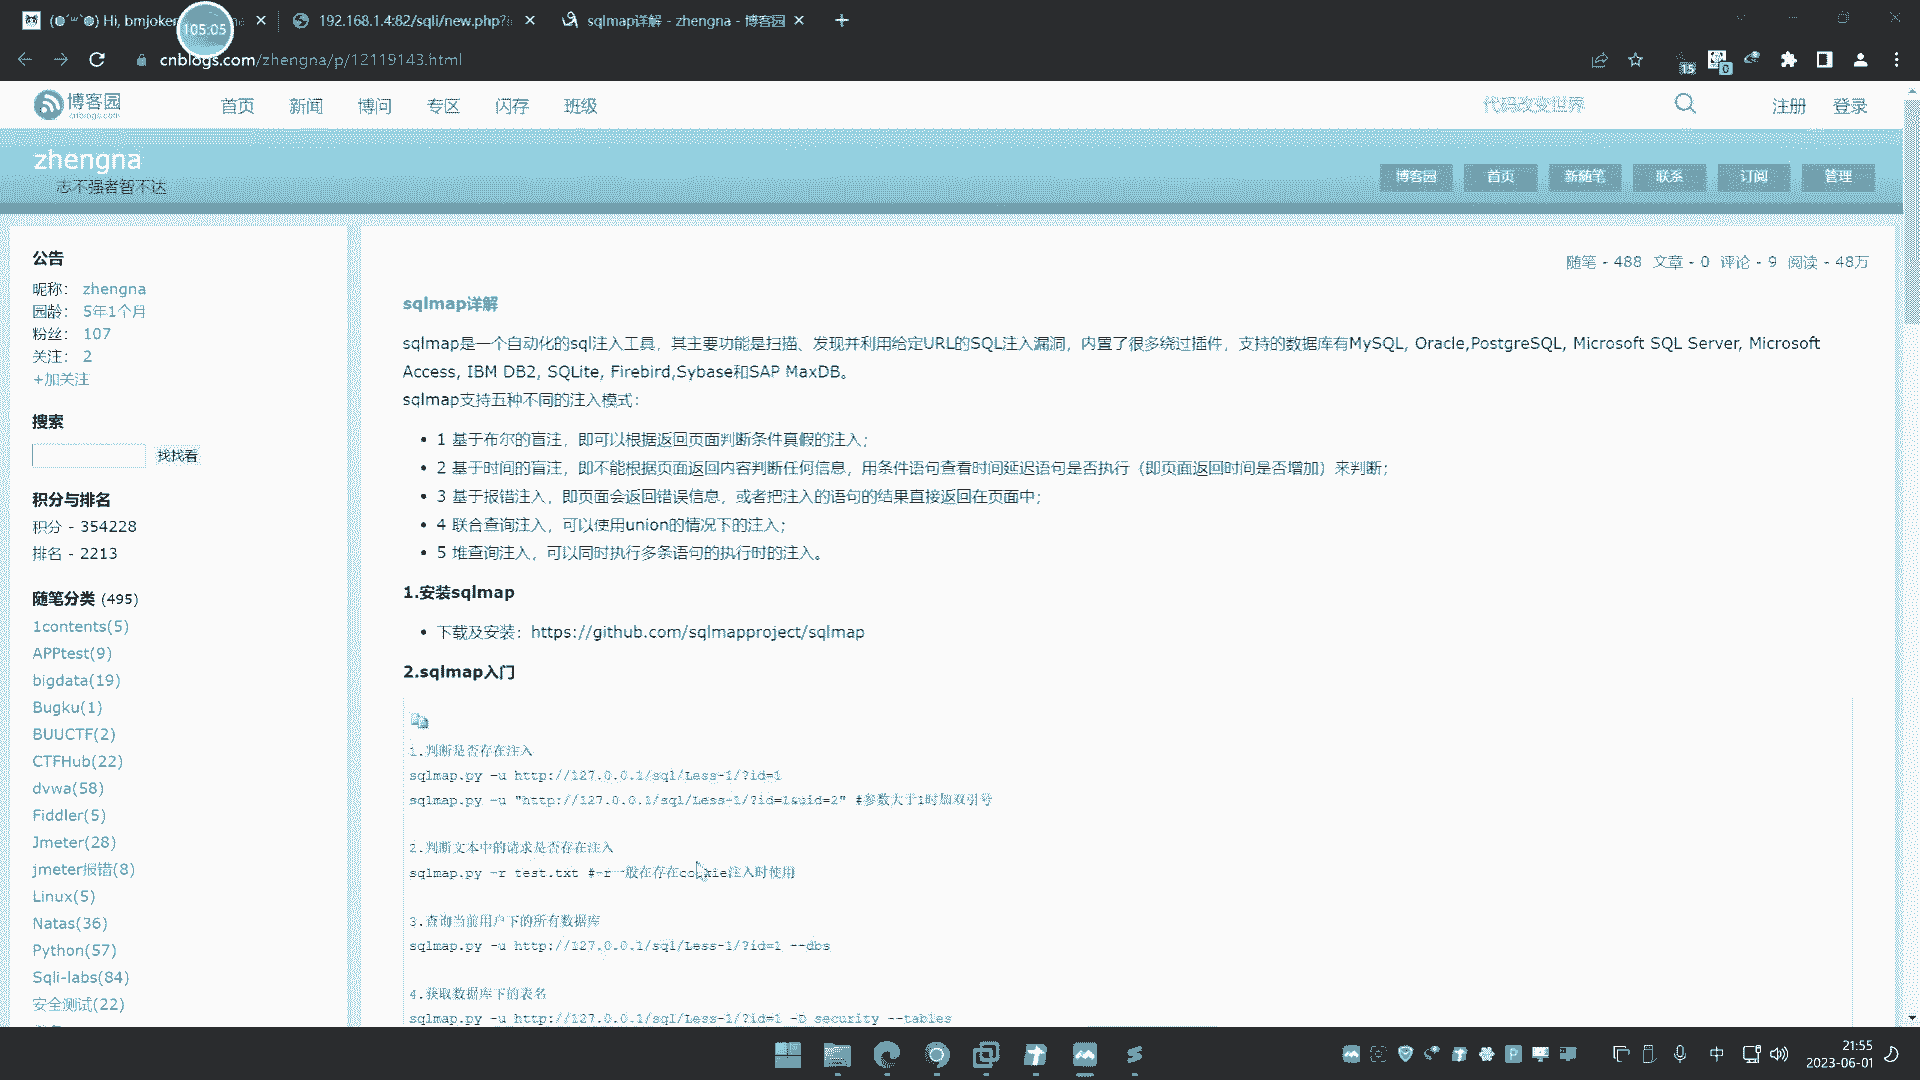 (◍´꒳`◍) Hi, bmjoker
105:05
192.168.1.4:82/sqli/new.php?
sqlmap详解 - zhengna - 博客园
cnblogs.com/zhengna/p/12119143.html
15
0
博客园
cnblogs.com
首页
新闻
博问
专区
闪存
班级
代码改变世界
注册
登录
zhengna
志不强者智不达
博客园
首页
新随笔
联系
订阅
管理
随笔 - 488 文章 - 0 评论 - 9 阅读 - 48万
公告
昵称： zhengna
园龄： 5年1个月
粉丝： 107
关注： 2
+加关注
搜索
找找看
积分与排名
积分 - 354228
排名 - 2213
随笔分类 (495)
1contents(5)
APPtest(9)
bigdata(19)
Bugku(1)
BUUCTF(2)
CTFHub(22)
dvwa(58)
Fiddler(5)
Jmeter(28)
jmeter报错(8)
Linux(5)
Natas(36)
Python(57)
Sqli-labs(84)
安全测试(22)
sqlmap详解
sqlmap是一个自动化的sql注入工具，其主要功能是扫描、发现并利用给定URL的SQL注入漏洞，内置了很多绕过插件，支持的数据库有MySQL, Oracle,PostgreSQL, Microsoft SQL Server, Microsoft
Access, IBM DB2, SQLite, Firebird,Sybase和SAP MaxDB。
sqlmap支持五种不同的注入模式：
1 基于布尔的盲注，即可以根据返回页面判断条件真假的注入；
2 基于时间的盲注，即不能根据页面返回内容判断任何信息，用条件语句查看时间延迟语句是否执行（即页面返回时间是否增加）来判断；
3 基于报错注入，即页面会返回错误信息，或者把注入的语句的结果直接返回在页面中；
4 联合查询注入，可以使用union的情况下的注入；
5 堆查询注入，可以同时执行多条语句的执行时的注入。
1.安装sqlmap
下载及安装：https://github.com/sqlmapproject/sqlmap
2.sqlmap入门
1.判断是否存在注入
sqlmap.py -u http://127.0.0.1/sql/Less-1/?id=1
sqlmap.py -u "http://127.0.0.1/sql/Less-1/?id=1&uid=2" #参数大于1时加双引号
2.判断文本中的请求是否存在注入
sqlmap.py -r test.txt #-r一般在存在cookie注入时使用
3.查询当前用户下的所有数据库
sqlmap.py -u http://127.0.0.1/sql/Less-1/?id=1 --dbs
4.获取数据库下的表名
sqlmap.py -u http://127.0.0.1/sql/Less-1/?id=1 -D security --tables
中
21:55
2023-06-01